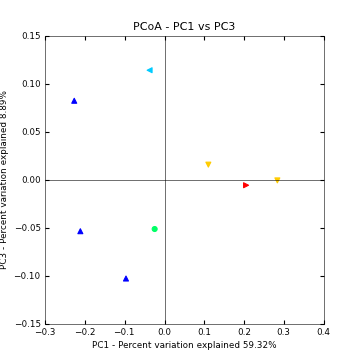 PCoA - PC1 vs PC3
0.15
0.10
0.05
0.00
−0.05
−0.10
−0.15
PC3 - Percent variation explained 8.89%
−0.3 −0.2 −0.1 0.0 0.1 0.2 0.3 0.4
PC1 - Percent variation explained 59.32%